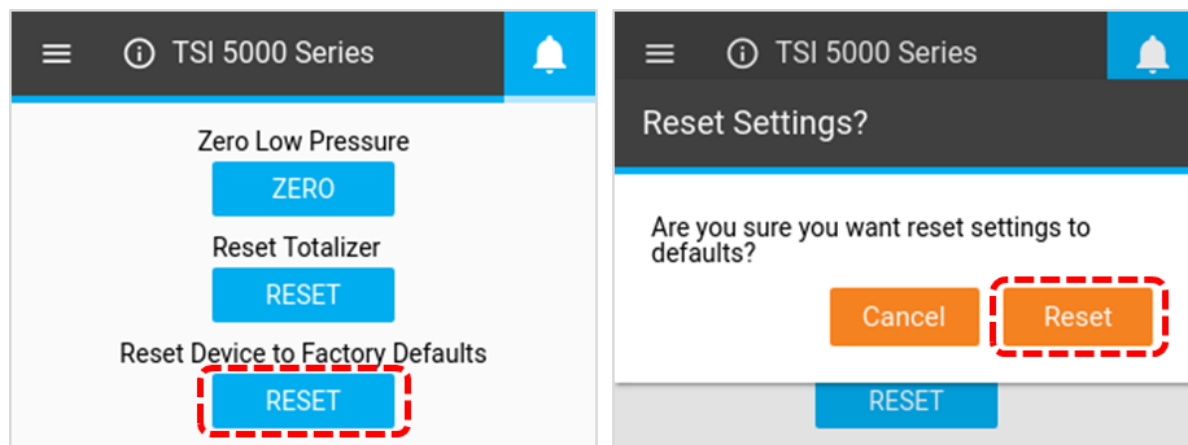 TSI 5000 Series
Zero Low Pressure
ZERO
Reset Totalizer
RESET
Reset Device to Factory Defaults
RESET
TSI 5000 Series
Reset Settings?
Are you sure you want reset settings to
defaults?
Cancel Reset
RESET